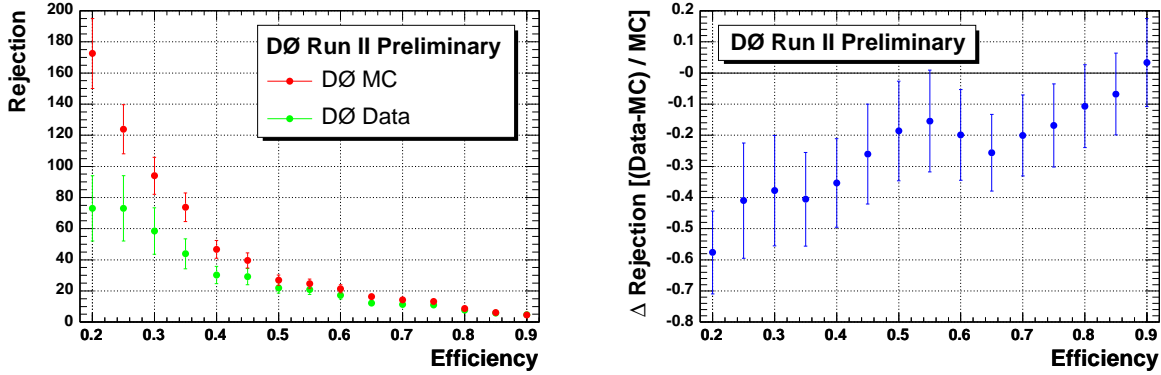 Rejection
200
180
160
140
120
100
80
60
40
20
0
DØ Run II Preliminary
DØ MC
DØ Data
0.2 0.3 0.4 0.5 0.6 0.7 0.8 0.9
Efficiency
Δ Rejection [(Data-MC) / MC]
0.2
0.1
-0
-0.1
-0.2
-0.3
-0.4
-0.5
-0.6
-0.7
-0.8
DØ Run II Preliminary
0.2 0.3 0.4 0.5 0.6 0.7 0.8 0.9
Efficiency